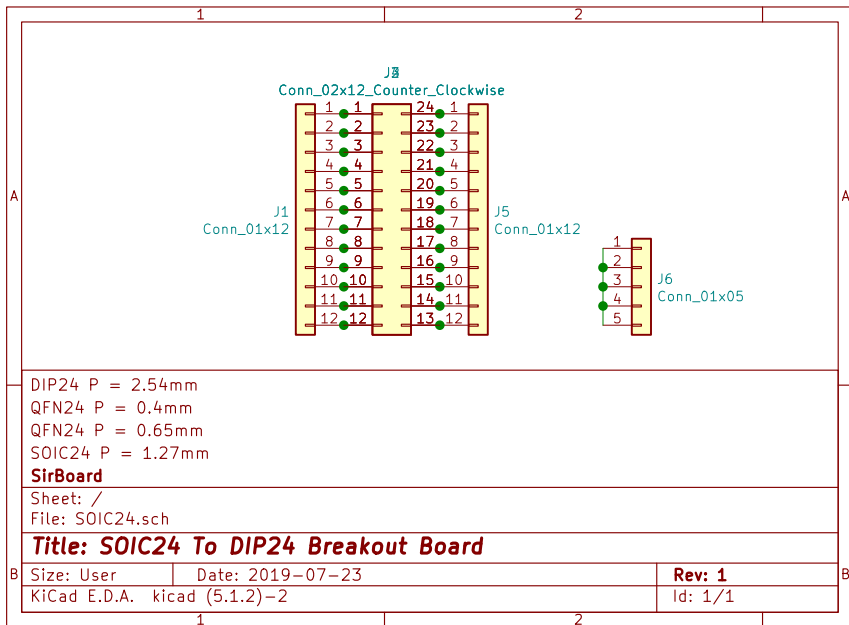 1 2
J3
Conn_02x12_Counter_Clockwise
1 1 24 1
2 2 23 2
3 3 22 3
4 4 21 4
5 5 20 5
6 6 19 6
7 7 18 7
8 8 17 8
9 9 16 9
10 10 15 10
11 11 14 11
12 12 13 12
A A
J1
Conn_01x12
J5
Conn_01x12
1
2
3
4
5
J6
Conn_01x05
DIP24 P = 2.54mm
QFN24 P = 0.4mm
QFN24 P = 0.65mm
SOIC24 P = 1.27mm
SirBoard
Sheet: /
File: SOIC24.sch
Title: SOIC24 To DIP24 Breakout Board
B Size: User Date: 2019-07-23 Rev: 1 B
KiCad E.D.A. kicad (5.1.2)-2 Id: 1/1
1 2